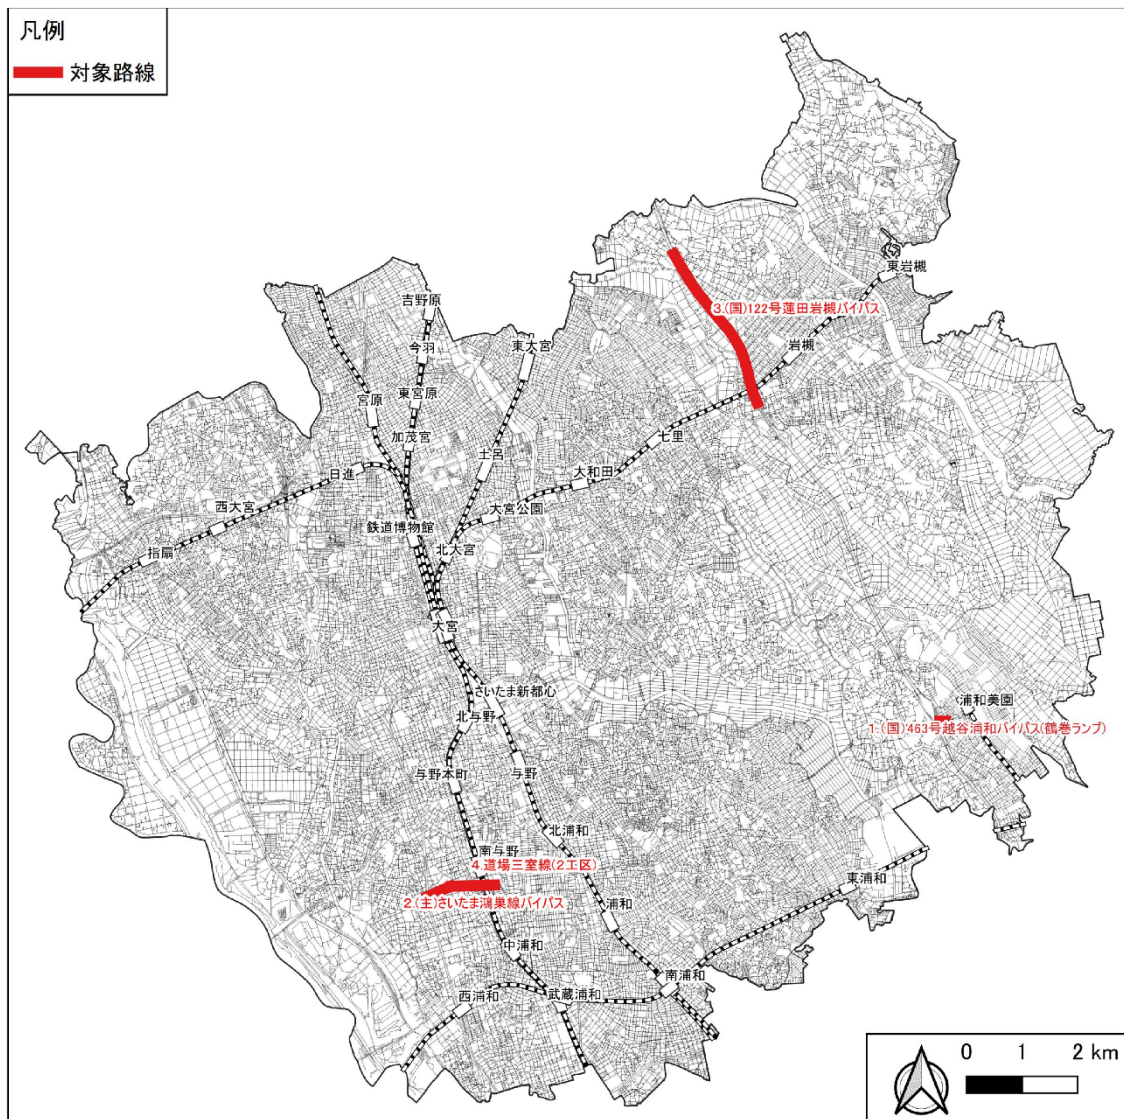 凡例
対象路線
東岩槻
吉野原
3.(国)122号蓮田岩槻バイパス
今羽
東大宮
岩槻
東宮原
宮原
加茂宮
七里
土呂
日進
大和田
西大宮
大宮公園
鉄道博物館
指扇
北大宮
大宮
さいたま新都心
浦和美園
北与野
1.(国)463号越谷浦和バイパス(鶴巻ランプ)
与野本町
与野
北浦和
南与野
4.道場三室線(2工区)
東浦和
2.(主)さいたま鴻巣線バイパス
浦和
中浦和
南浦和
西浦和
武蔵浦和
0 1 2 km